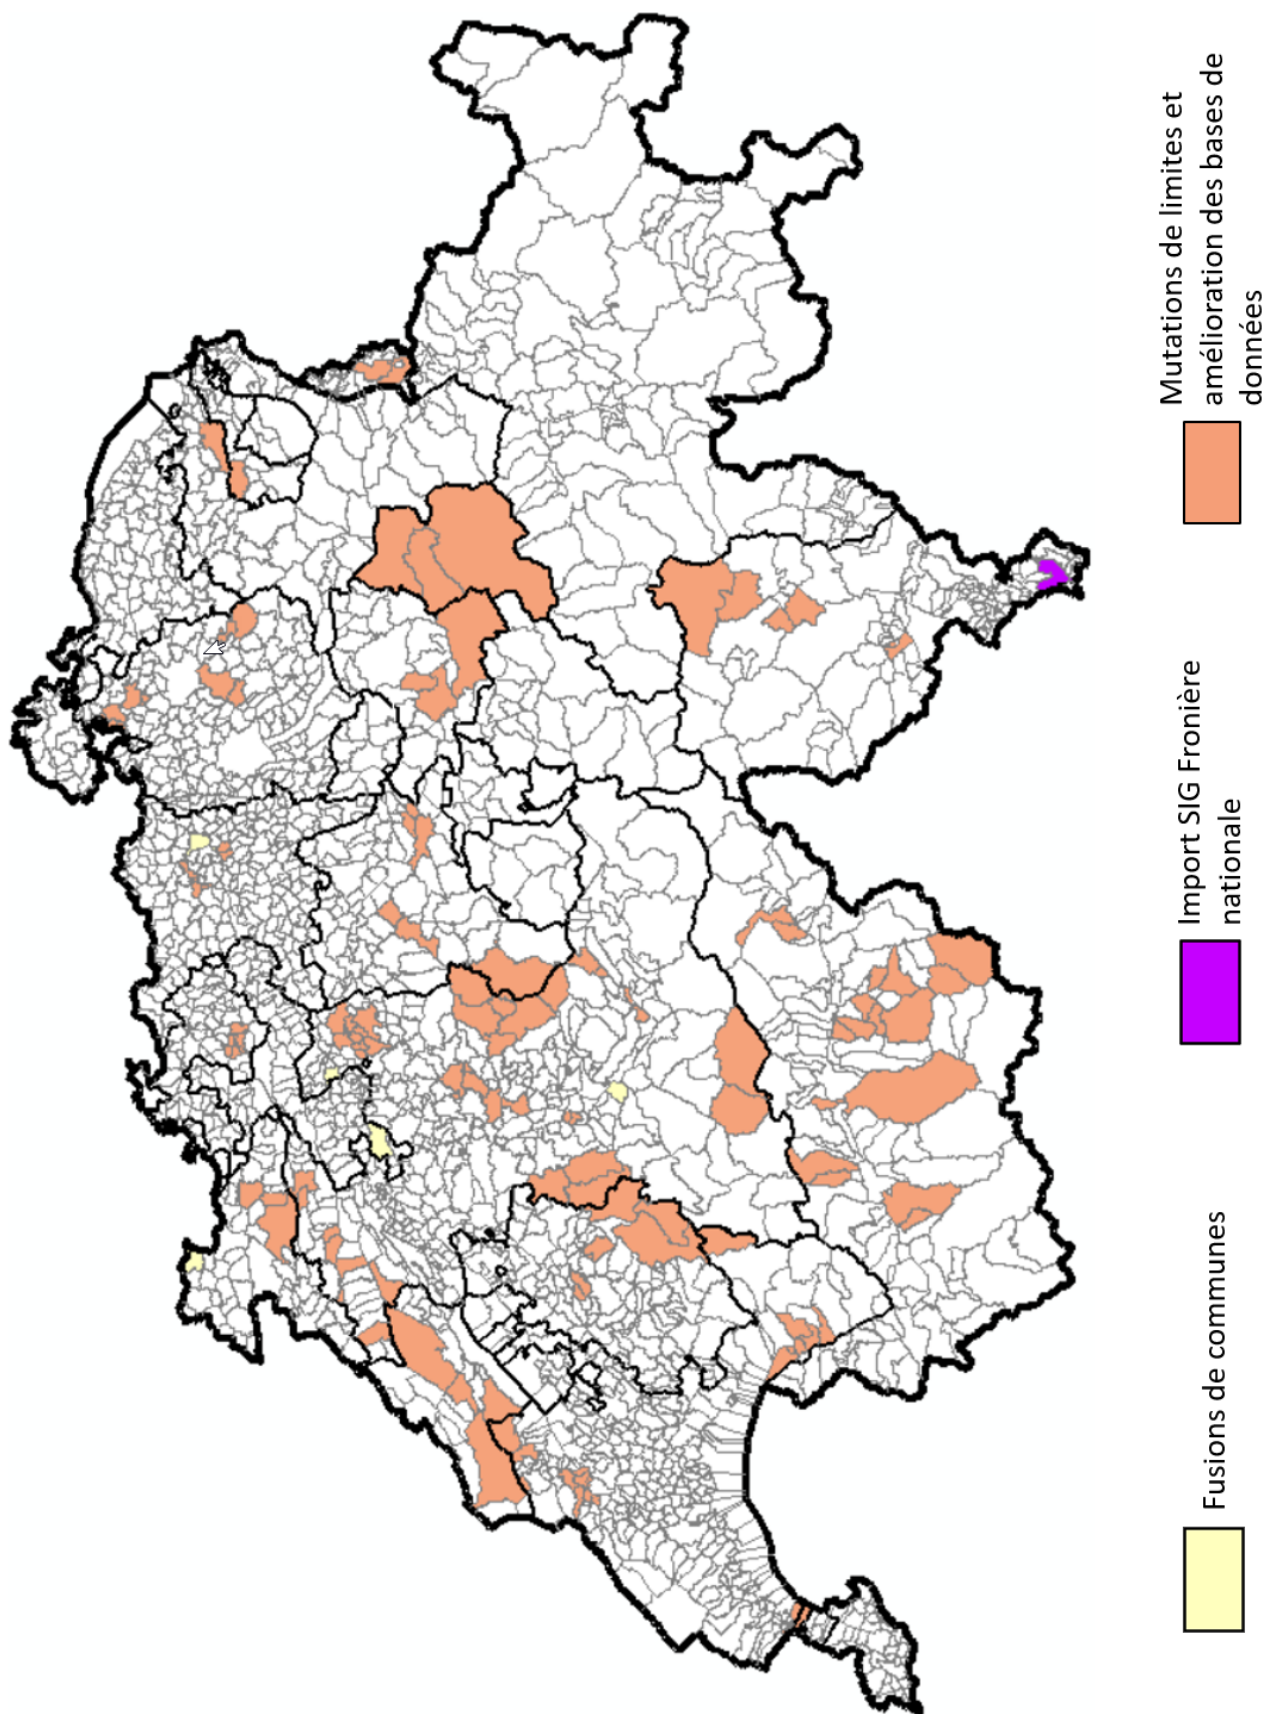 Fusions de communes
Import SIG Fronière
nationale
Mutations de limites et
amélioration des bases de
données